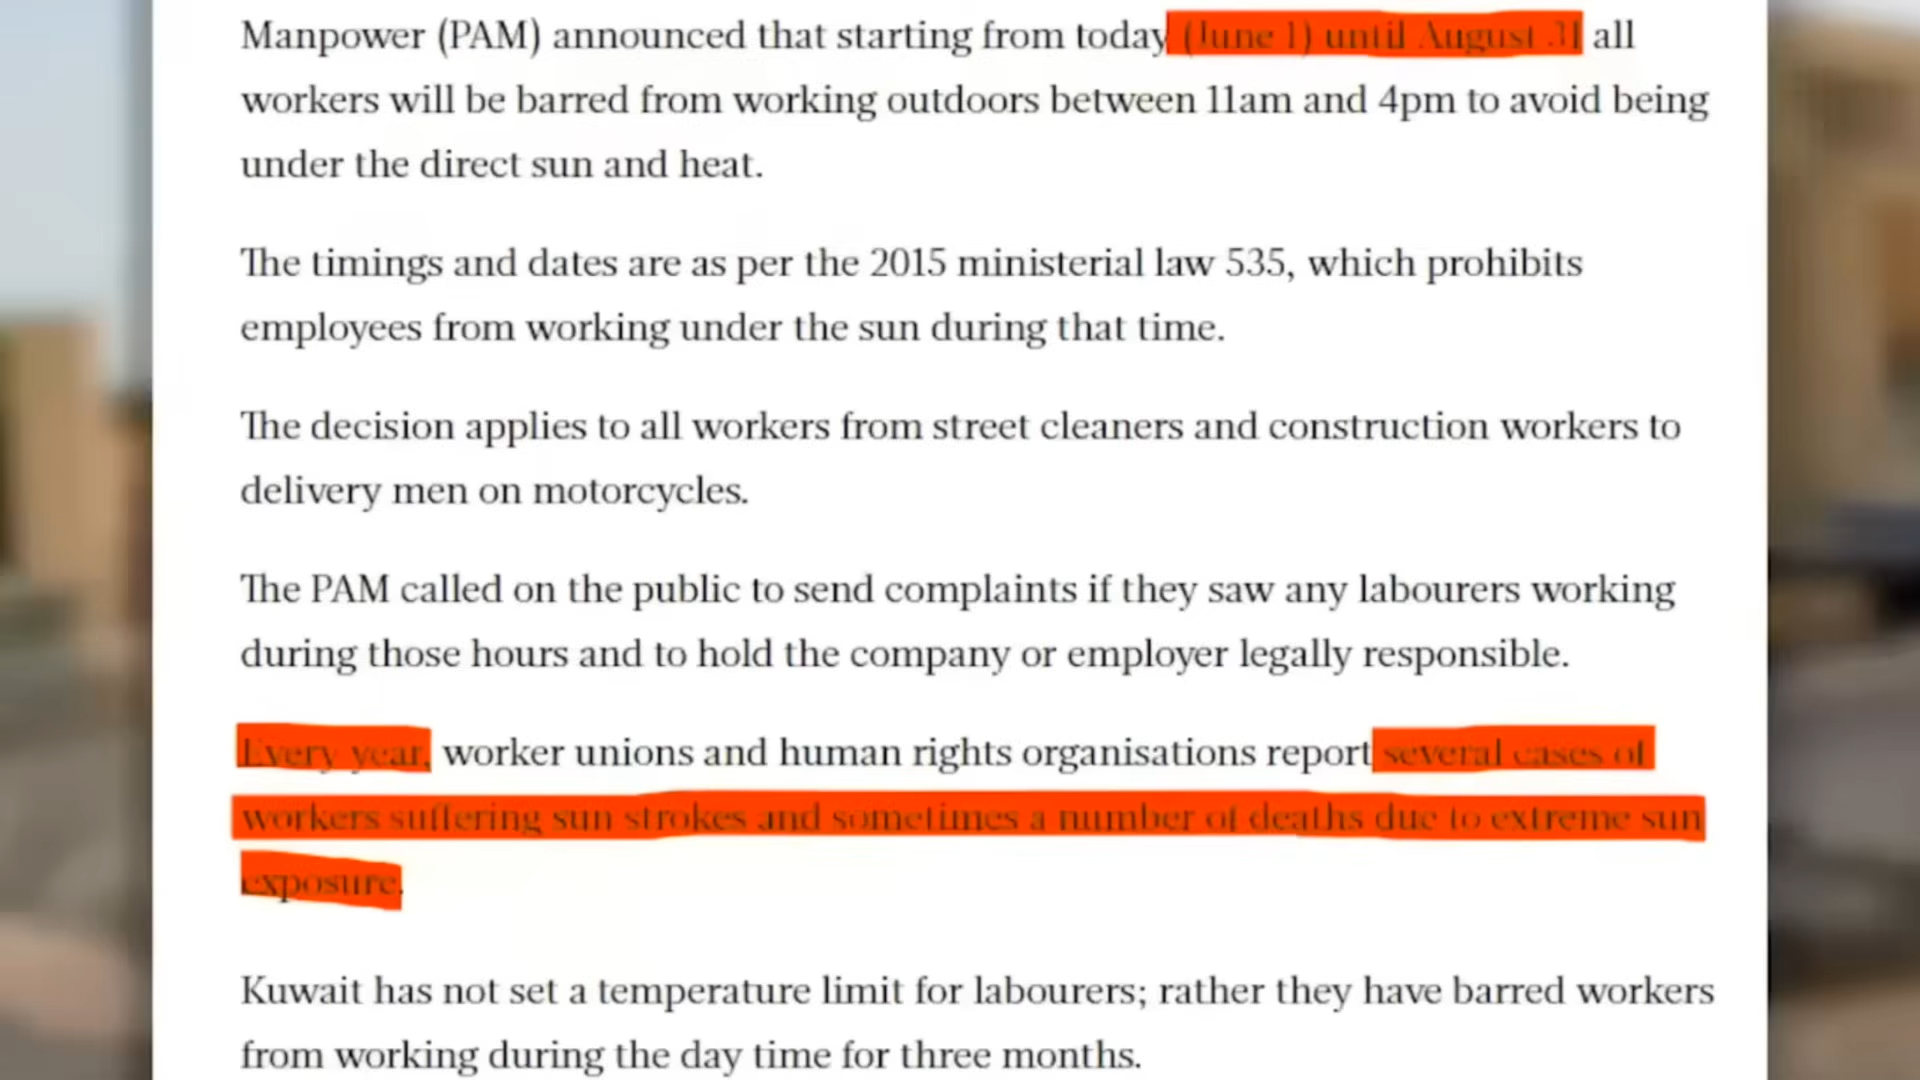 Manpower (PAM) announced that starting from today (June 1) until August 31 all
workers will be barred from working outdoors between 11am and 4pm to avoid being
under the direct sun and heat.
The timings and dates are as per the 2015 ministerial law 535, which prohibits
employees from working under the sun during that time.
The decision applies to all workers from street cleaners and construction workers to
delivery men on motorcycles.
The PAM called on the public to send complaints if they saw any labourers working
during those hours and to hold the company or employer legally responsible.
Every year, worker unions and human rights organisations report several cases of
workers suffering sun strokes and sometimes a number of deaths due to extreme sun
exposure.
Kuwait has not set a temperature limit for labourers; rather they have barred workers
from working during the day time for three months.